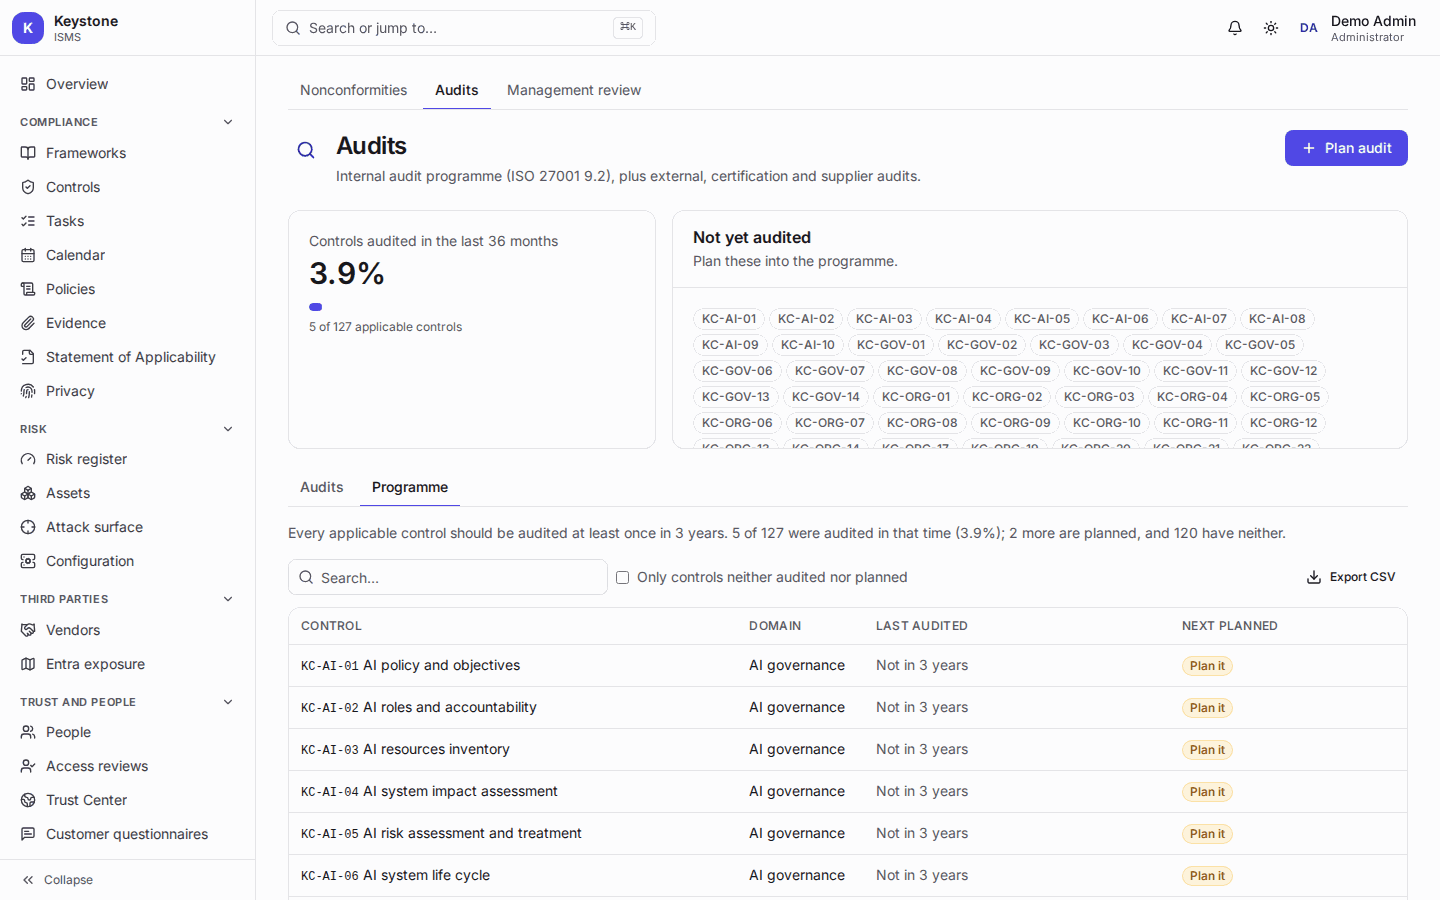 K
Keystone
ISMS
Search or jump to...
⌘K
DA
Demo Admin
Administrator
Overview
COMPLIANCE
Frameworks
Controls
Tasks
Calendar
Policies
Evidence
Statement of Applicability
Privacy
RISK
Risk register
Assets
Attack surface
Configuration
THIRD PARTIES
Vendors
Entra exposure
TRUST AND PEOPLE
People
Access reviews
Trust Center
Customer questionnaires
Collapse
Nonconformities Audits Management review
Audits
Internal audit programme (ISO 27001 9.2), plus external, certification and supplier audits.
Plan audit
Controls audited in the last 36 months
3.9%
5 of 127 applicable controls
Not yet audited
Plan these into the programme.
KC-AI-01 KC-AI-02 KC-AI-03 KC-AI-04 KC-AI-05 KC-AI-06 KC-AI-07 KC-AI-08
KC-AI-09 KC-AI-10 KC-GOV-01 KC-GOV-02 KC-GOV-03 KC-GOV-04 KC-GOV-05
KC-GOV-06 KC-GOV-07 KC-GOV-08 KC-GOV-09 KC-GOV-10 KC-GOV-11 KC-GOV-12
KC-GOV-13 KC-GOV-14 KC-ORG-01 KC-ORG-02 KC-ORG-03 KC-ORG-04 KC-ORG-05
KC-ORG-06 KC-ORG-07 KC-ORG-08 KC-ORG-09 KC-ORG-10 KC-ORG-11 KC-ORG-12
Audits Programme
Every applicable control should be audited at least once in 3 years. 5 of 127 were audited in that time (3.9%); 2 more are planned, and 120 have neither.
Search...
Only controls neither audited nor planned
Export CSV
CONTROL DOMAIN LAST AUDITED NEXT PLANNED
KC-AI-01 AI policy and objectives AI governance Not in 3 years Plan it
KC-AI-02 AI roles and accountability AI governance Not in 3 years Plan it
KC-AI-03 AI resources inventory AI governance Not in 3 years Plan it
KC-AI-04 AI system impact assessment AI governance Not in 3 years Plan it
KC-AI-05 AI risk assessment and treatment AI governance Not in 3 years Plan it
KC-AI-06 AI system life cycle AI governance Not in 3 years Plan it